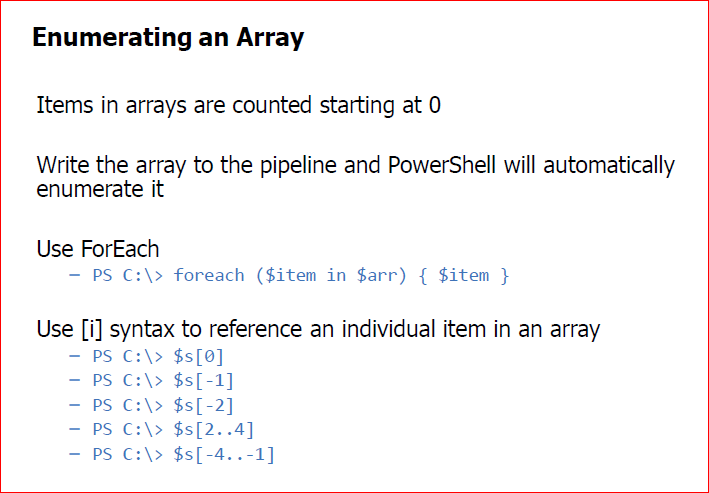 Enumerating an Array
Items in arrays are counted starting at 0
Write the array to the pipeline and PowerShell will automatically
enumerate it
Use ForEach
– PS C:\> foreach ($item in $arr) { $item }
Use [i] syntax to reference an individual item in an array
– PS C:\> $s[0]
– PS C:\> $s[-1]
– PS C:\> $s[-2]
– PS C:\> $s[2..4]
– PS C:\> $s[-4..-1]